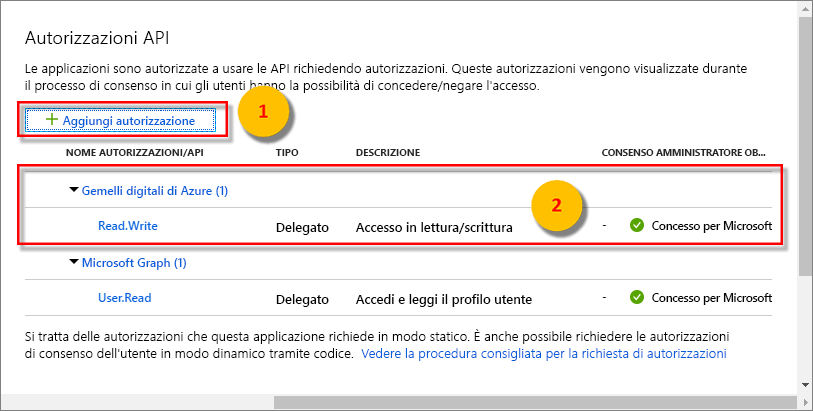 Autorizzazioni API
Le applicazioni sono autorizzate a usare le API richiedendo autorizzazioni. Queste autorizzazioni vengono visualizzate durante
il processo di consenso in cui gli utenti hanno la possibilità di concedere/negare l'accesso.
+ Aggiungi autorizzazione
1
NOME AUTORIZZAZIONI/API TIPO DESCRIZIONE CONSENSO AMMINISTRATORE OB...
Gemelli digitali di Azure (1)
2
Read.Write Delegato Accesso in lettura/scrittura - Concesso per Microsoft
Microsoft Graph (1)
User.Read Delegato Accedi e leggi il profilo utente - Concesso per Microsoft
Si tratta delle autorizzazioni che questa applicazione richiede in modo statico. È anche possibile richiedere le autorizzazioni
di consenso dell'utente in modo dinamico tramite codice. Vedere la procedura consigliata per la richiesta di autorizzazioni